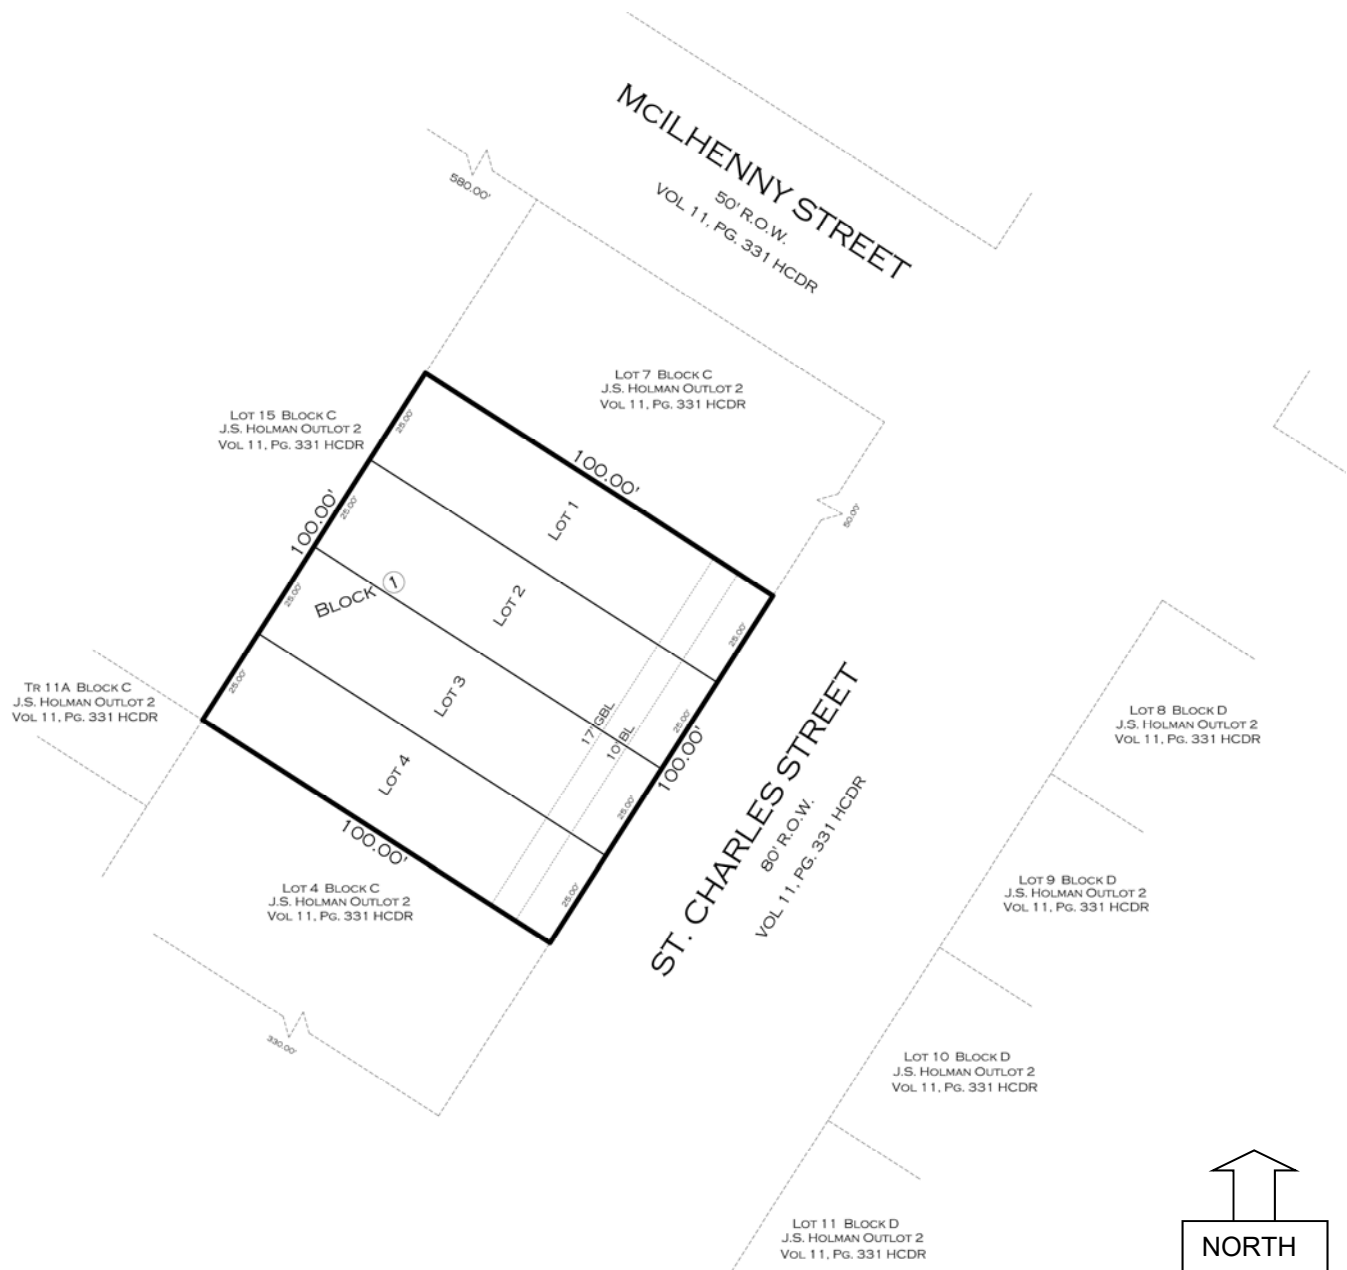 McILHENNY STREET
50' R.O.W.
VOL 11, PG. 331 HCDR
580.00'
LOT 7 BLOCK C
J.S. HOLMAN OUTLOT 2
VOL 11, PG. 331 HCDR
LOT 15 BLOCK C
J.S. HOLMAN OUTLOT 2
VOL 11, PG. 331 HCDR
25.00'
100.00'
50.00'
LOT 1
100.00'
25.00'
BLOCK 1
LOT 2
25.00'
25.00'
25.00'
LOT 3
TR 11A BLOCK C
J.S. HOLMAN OUTLOT 2
VOL 11, PG. 331 HCDR
25.00'
17' GBL
10' BL
25.00'
100.00'
LOT 4
25.00'
100.00'
25.00'
ST. CHARLES STREET
80' R.O.W.
VOL 11, PG. 331 HCDR
LOT 4 BLOCK C
J.S. HOLMAN OUTLOT 2
VOL 11, PG. 331 HCDR
330.00'
LOT 8 BLOCK D
J.S. HOLMAN OUTLOT 2
VOL 11, PG. 331 HCDR
LOT 9 BLOCK D
J.S. HOLMAN OUTLOT 2
VOL 11, PG. 331 HCDR
LOT 10 BLOCK D
J.S. HOLMAN OUTLOT 2
VOL 11, PG. 331 HCDR
LOT 11 BLOCK D
J.S. HOLMAN OUTLOT 2
VOL 11, PG. 331 HCDR
NORTH